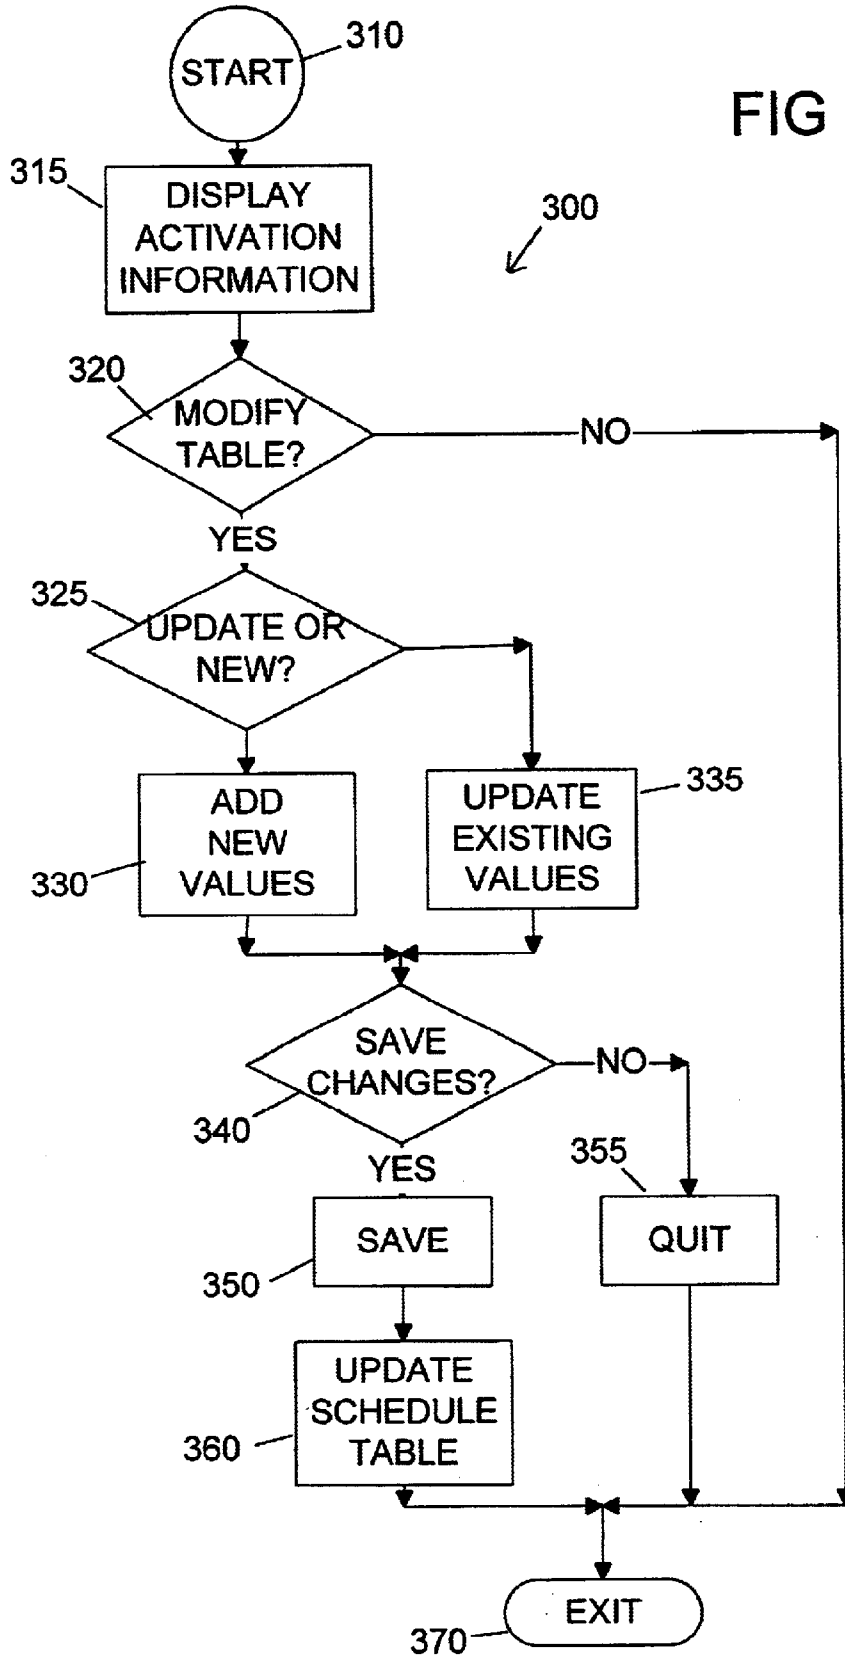 310
START
FIG
315
DISPLAY
ACTIVATION
INFORMATION
300
320
MODIFY
TABLE?
NO
YES
325
UPDATE OR
NEW?
ADD
NEW
VALUES
330
UPDATE
EXISTING
VALUES
335
SAVE
CHANGES?
NO
340
YES
355
SAVE
QUIT
350
UPDATE
SCHEDULE
TABLE
360
EXIT
370